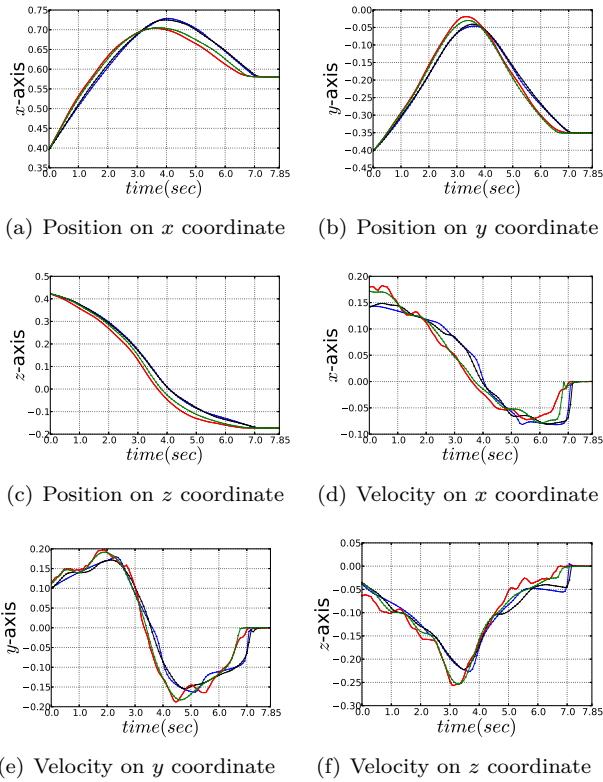 0.75
0.70
0.65
0.60
0.55
0.50
0.45
0.40
0.35
x-axis
0.0 1.0 2.0 3.0 4.0 5.0 6.0 7.0 7.85
time(sec)
(a) Position on x coordinate
0.00
−0.05
−0.10
−0.15
−0.20
−0.25
−0.30
−0.35
−0.40
−0.45
y-axis
0.0 1.0 2.0 3.0 4.0 5.0 6.0 7.0 7.85
time(sec)
(b) Position on y coordinate
0.5
0.4
0.3
0.2
0.1
0.0
−0.1
−0.2
z-axis
0.0 1.0 2.0 3.0 4.0 5.0 6.0 7.0 7.85
time(sec)
(c) Position on z coordinate
0.20
0.15
0.10
0.05
0.00
−0.05
−0.10
x-axis
0.0 1.0 2.0 3.0 4.0 5.0 6.0 7.0 7.85
time(sec)
(d) Velocity on x coordinate
0.20
0.15
0.10
0.05
0.00
−0.05
−0.10
−0.15
−0.20
y-axis
0.0 1.0 2.0 3.0 4.0 5.0 6.0 7.0 7.85
time(sec)
(e) Velocity on y coordinate
0.05
0.00
−0.05
−0.10
−0.15
−0.20
−0.25
−0.30
z-axis
0.0 1.0 2.0 3.0 4.0 5.0 6.0 7.0 7.85
time(sec)
(f) Velocity on z coordinate